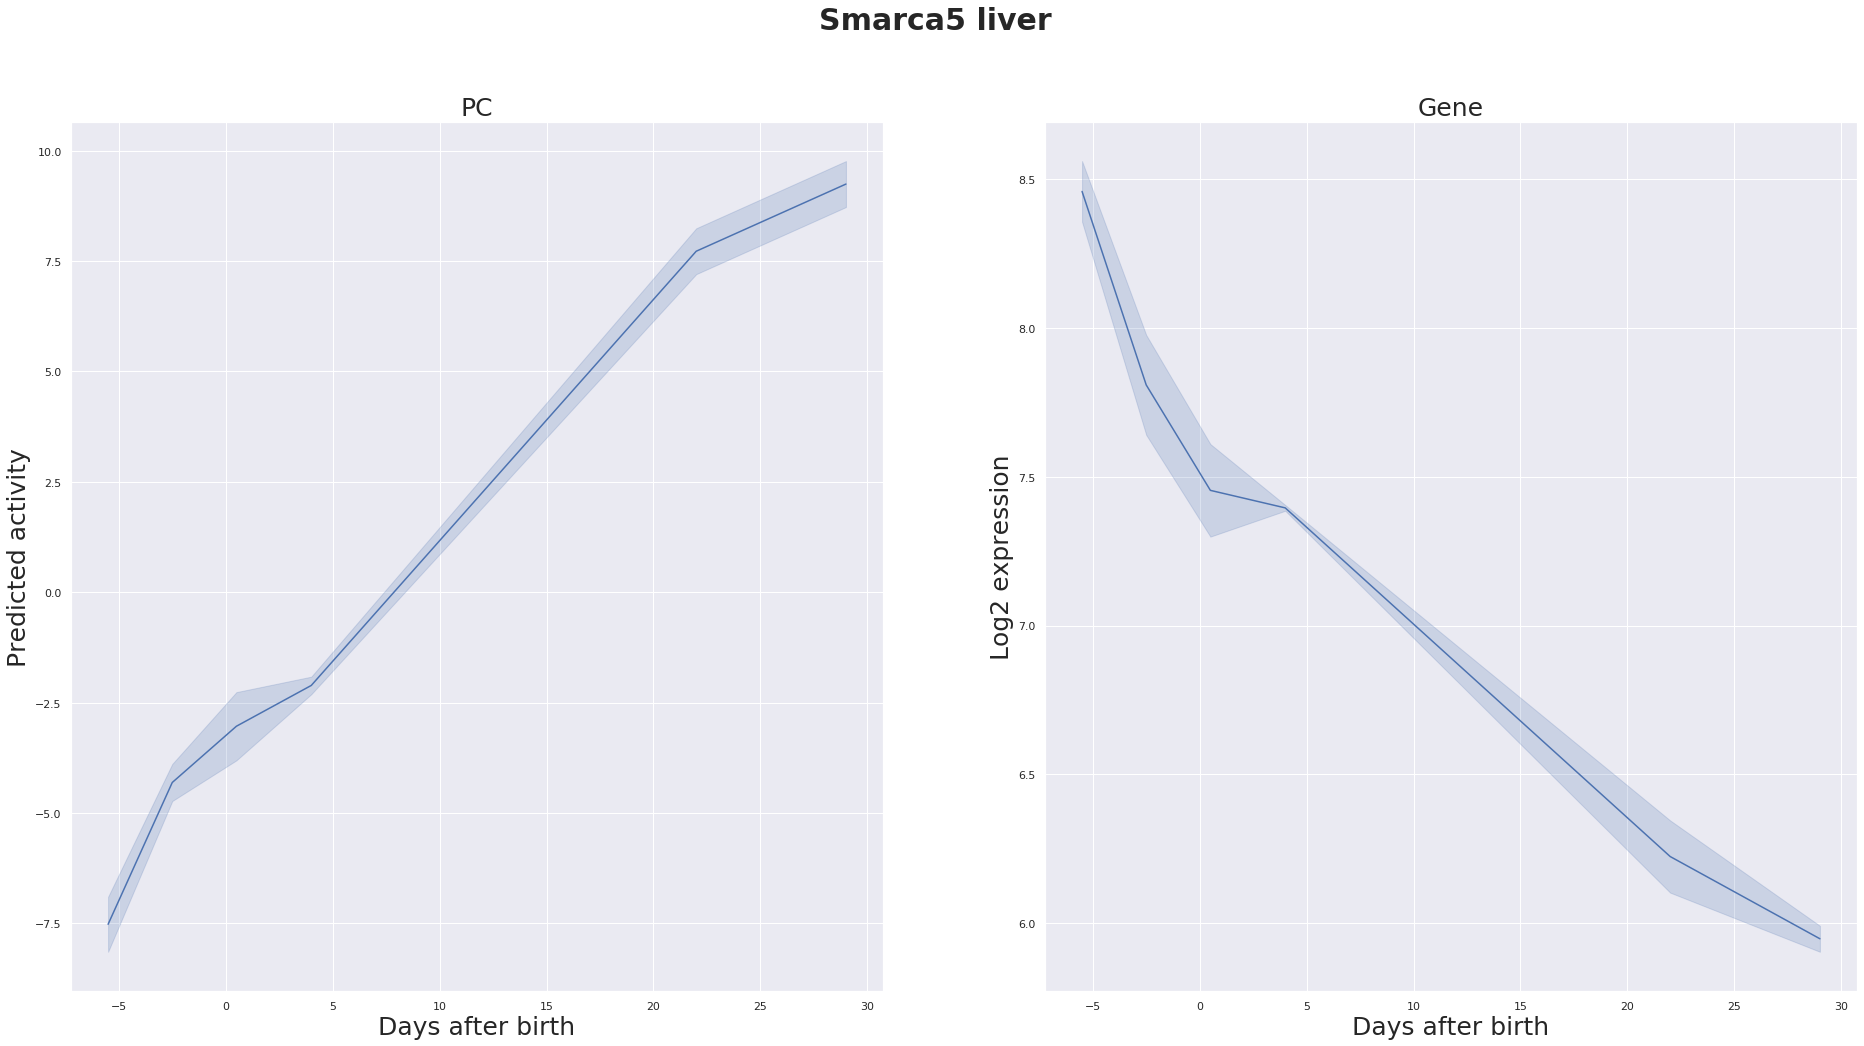 Smarca5 liver
PC
Predicted activity
10.0
7.5
5.0
2.5
0.0
−2.5
−5.0
−7.5
−5 0 5 10 15 20 25 30
Days after birth
Gene
Log2 expression
8.5
8.0
7.5
7.0
6.5
6.0
−5 0 5 10 15 20 25 30
Days after birth